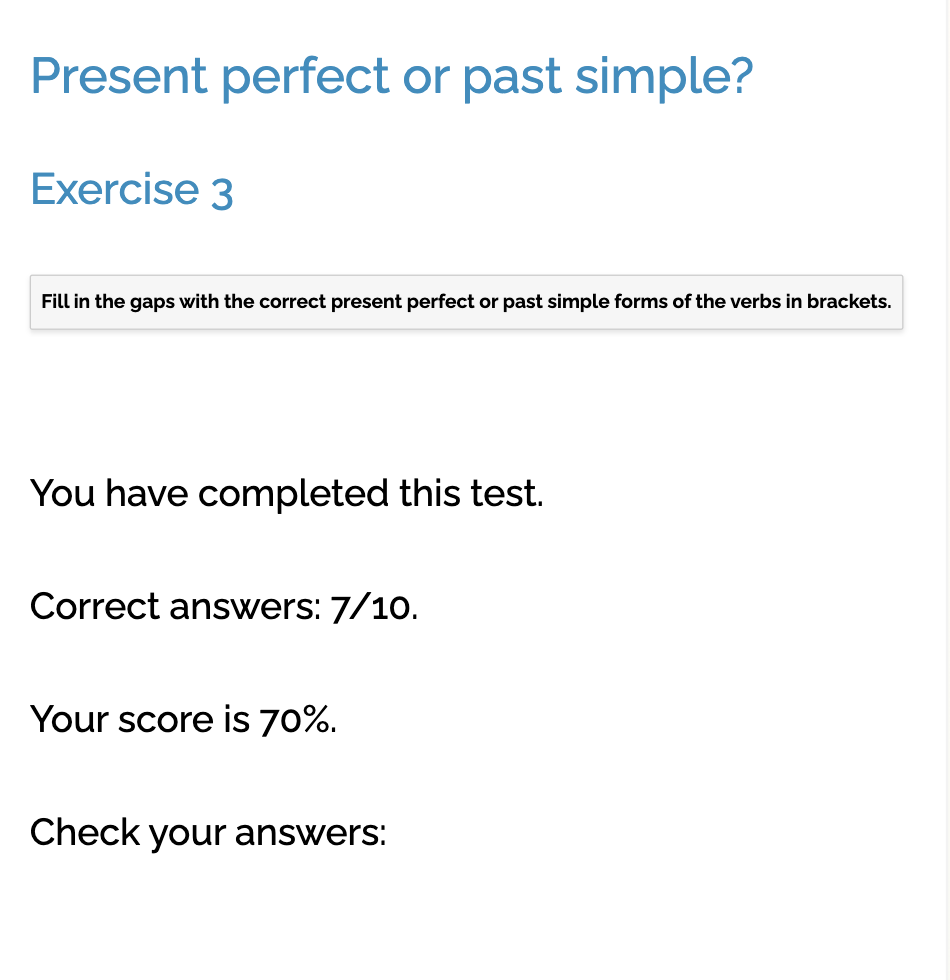 Present perfect or past simple?
Exercise 3
Fill in the gaps with the correct present perfect or past simple forms of the verbs in brackets.
You have completed this test.
Correct answers: 7/10.
Your score is 70%.
Check your answers: